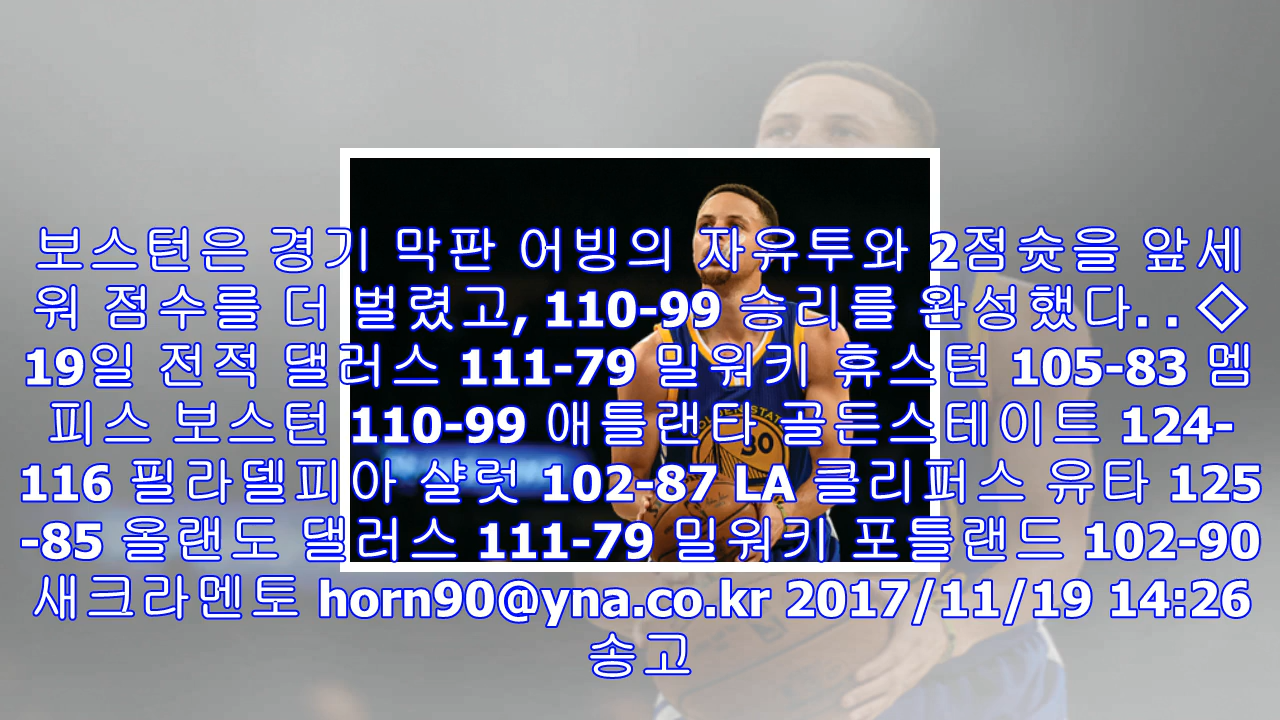 보스턴은 경기 막판 어빙의 자유투와 2점슛을 앞세
워 점수를 더 벌렸고, 110-99 승리를 완성했다. . ◇
19일 전적 댈러스 111-79 밀워키 휴스턴 105-83 멤
피스 보스턴 110-99 애틀랜타 골든스테이트 124-
116 필라델피아 샬럿 102-87 LA 클리퍼스 유타 125
-85 올랜도 댈러스 111-79 밀워키 포틀랜드 102-90
새크라멘토 horn90@yna.co.kr 2017/11/19 14:26
송고
GOLDEN STATE
30